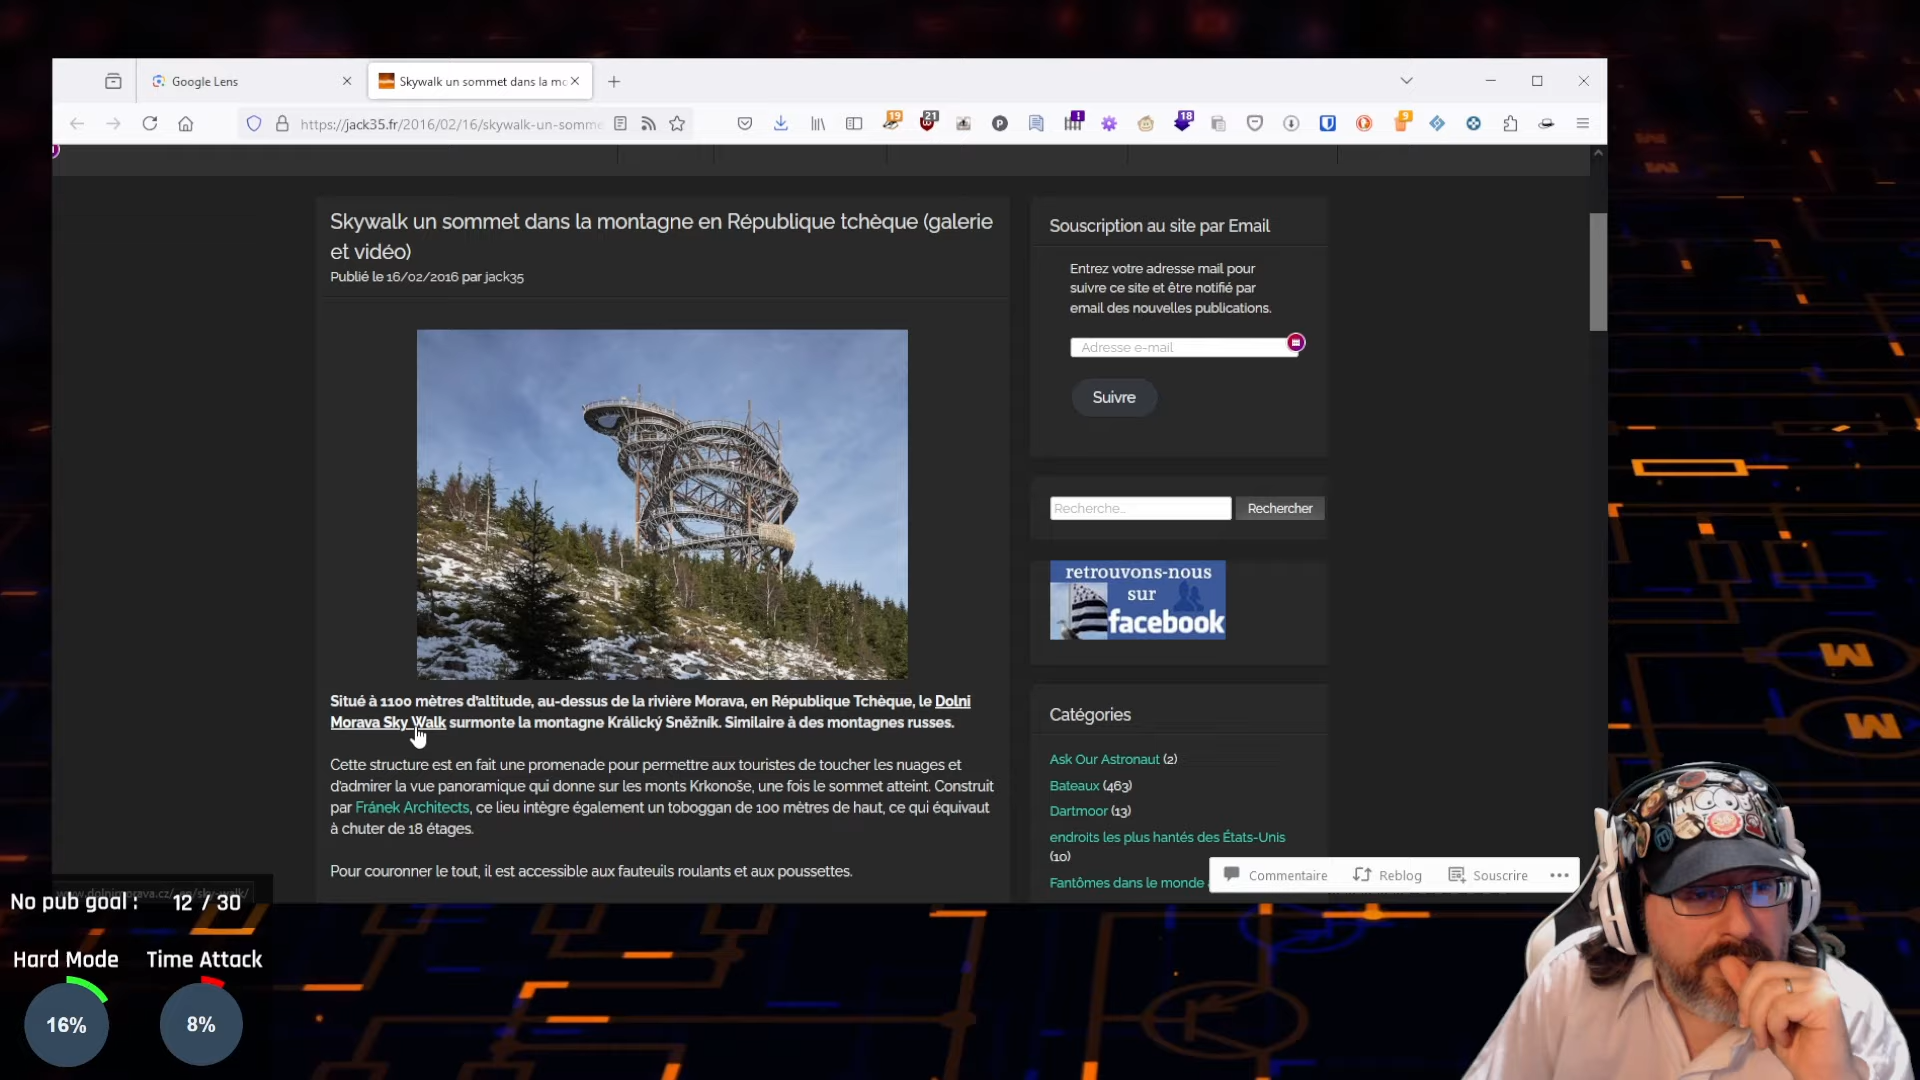 Google Lens
Skywalk un sommet dans la mo
https://jack35.fr/2016/02/16/skywalk-un-somme
19
21
18
9
Skywalk un sommet dans la montagne en République tchèque (galerie
et vidéo)
Publié le 16/02/2016 par jack35
Situé à 1100 mètres d'altitude, au-dessus de la rivière Morava, en République Tchèque, le Dolni
Morava Sky Walk surmonte la montagne Králický Sněžník. Similaire à des montagnes russes.
Cette structure est en fait une promenade pour permettre aux touristes de toucher les nuages et
d'admirer la vue panoramique qui donne sur les monts Krkonoše, une fois le sommet atteint. Construit
par Fránek Architects, ce lieu intègre également un toboggan de 100 mètres de haut, ce qui équivaut
à chuter de 18 étages.
Pour couronner le tout, il est accessible aux fauteuils roulants et aux poussettes.
Souscription au site par Email
Entrez votre adresse mail pour
suivre ce site et être notifié par
email des nouvelles publications.
Adresse e-mail
Suivre
Recherche...
Rechercher
retrouvons-nous
sur
facebook
Catégories
Ask Our Astronaut (2)
Bateaux (463)
Dartmoor (13)
endroits les plus hantés des États-Unis
(10)
Fantômes dans le monde
Commentaire
Reblog
Souscrire
No pub goal : 12 / 30
Hard Mode
Time Attack
16%
8%